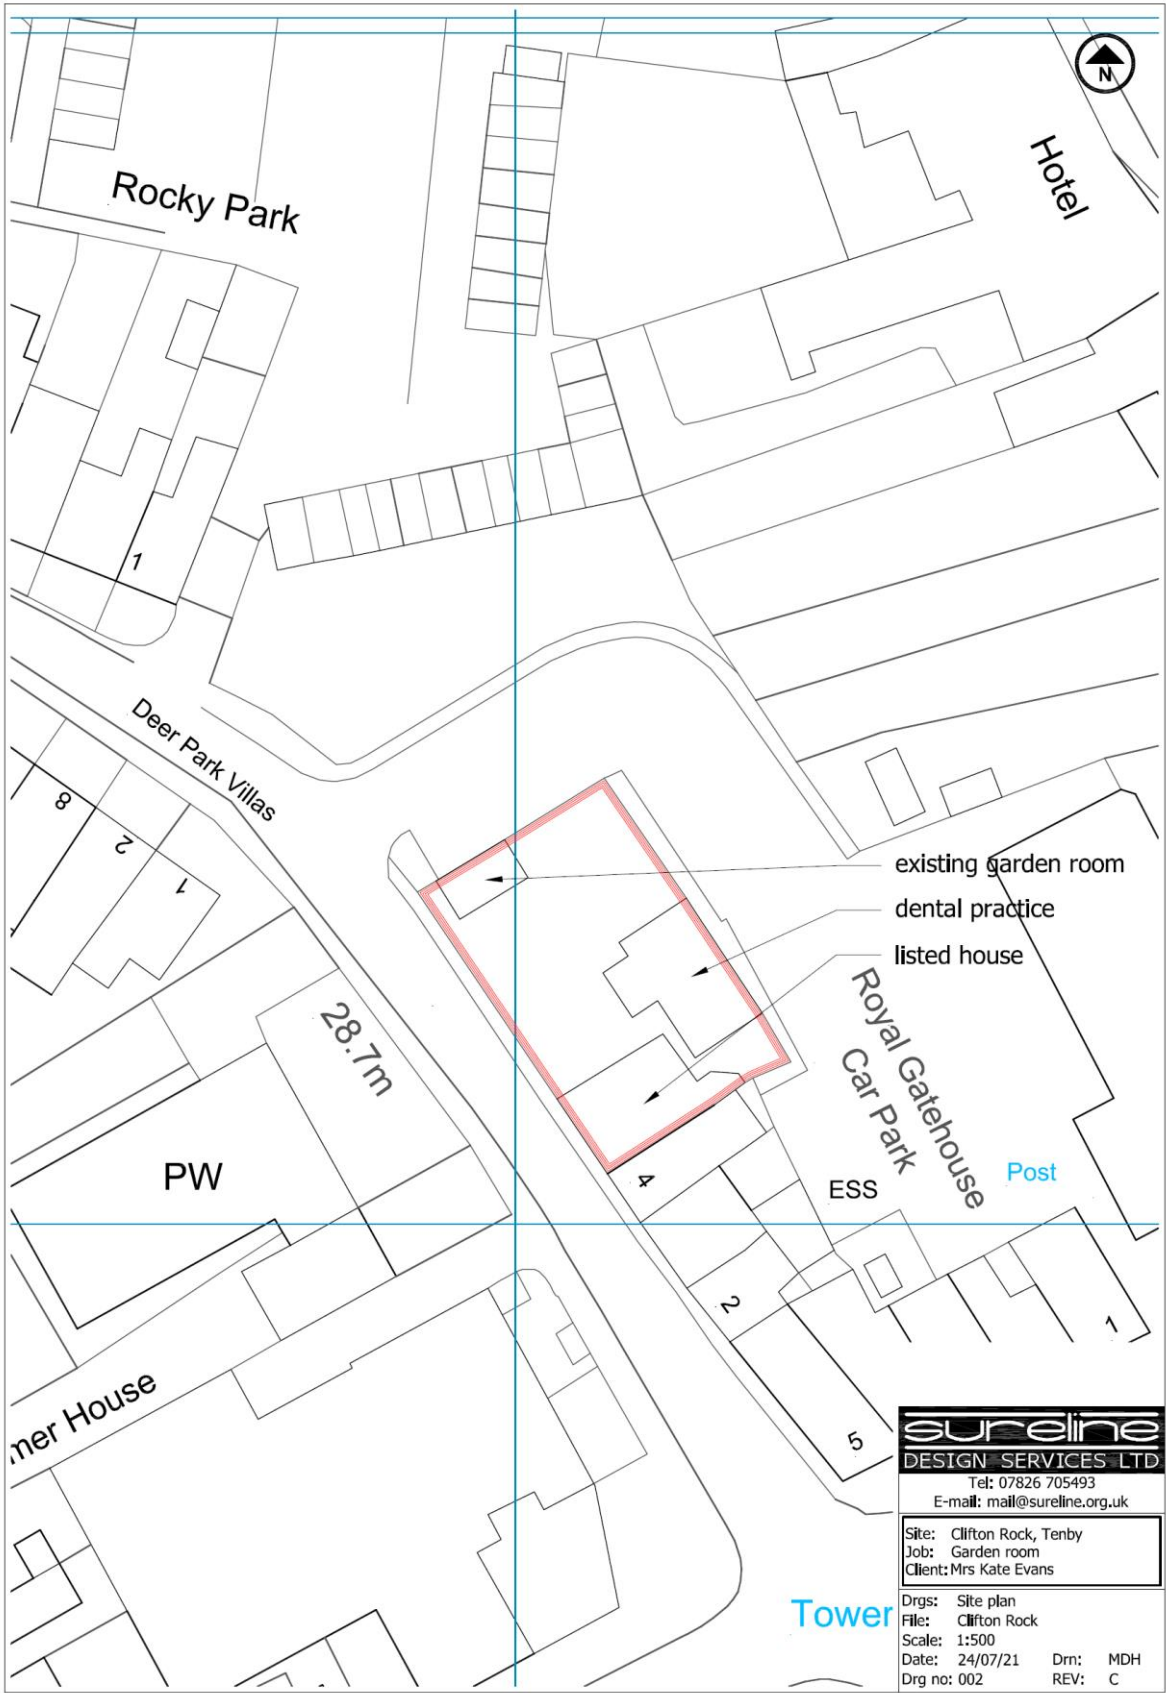 N
Hotel
Rocky Park
1
Deer Park Villas
8
2
1
existing garden room
dental practice
listed house
28.7m
Royal Gatehouse
Car Park
PW
4
ESS
Post
2
1
mer House
5
sureline
DESIGN SERVICES LTD
Tel: 07826 705493
E-mail: mail@sureline.org.uk
Site: Clifton Rock, Tenby
Job: Garden room
Client: Mrs Kate Evans
Tower
Drgs: Site plan
File: Clifton Rock
Scale: 1:500
Date: 24/07/21 Drn: MDH
Drg no: 002 REV: C